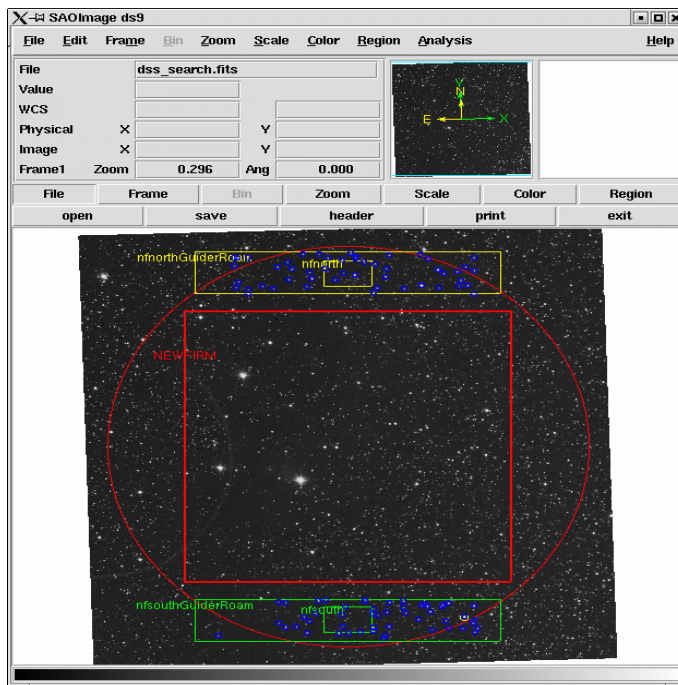 SAOImage ds9
File Edit Frame Bin Zoom Scale Color Region Analysis Help
File dss_search.fits
Value
WCS
Physical X Y
Image X Y
Frame1 Zoom 0.296 Ang 0.000
Y
N
E X
File Frame Bin Zoom Scale Color Region
open save header print exit
nfnorthGuiderRoam
nfnorth
NEWFIRM
nfsouthGuiderRoam
nfsouth